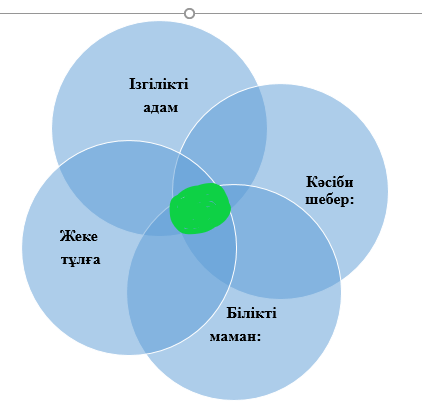 Ізгілікті
адам
Кәсіби
шебер:
Жеке
тұлға
Білікті
маман: